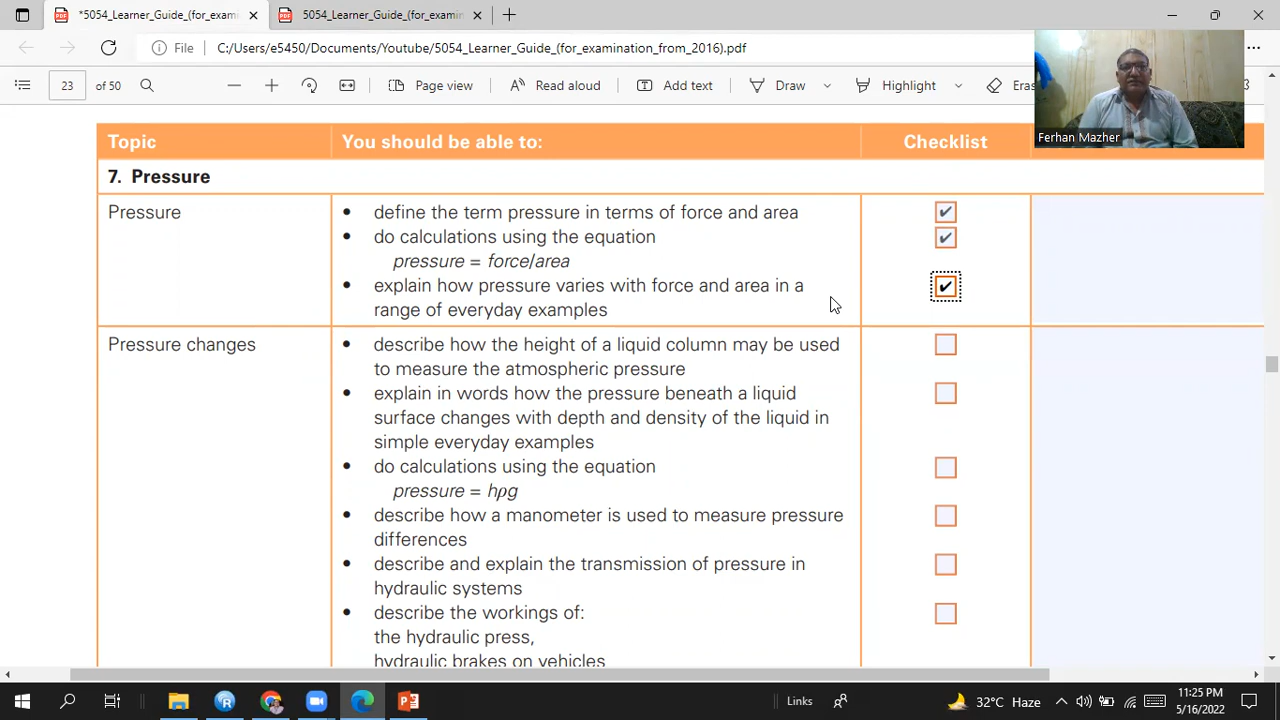 *5054_Learner_Guide_(for_exami
5054_Learner_Guide_(for_examin
File
C:/Users/e5450/Documents/Youtube/5054_Learner_Guide_(for_examination_from_2016).pdf
23 of 50
Page view
Read aloud
Add text
Draw
Highlight
Eras
3
Ferhan Mazher
Topic
You should be able to:
Checklist
7. Pressure
Pressure
• define the term pressure in terms of force and area
• do calculations using the equation
pressure = force/area
• explain how pressure varies with force and area in a
range of everyday examples
Pressure changes
• describe how the height of a liquid column may be used
to measure the atmospheric pressure
• explain in words how the pressure beneath a liquid
surface changes with depth and density of the liquid in
simple everyday examples
• do calculations using the equation
pressure = hρg
• describe how a manometer is used to measure pressure
differences
• describe and explain the transmission of pressure in
hydraulic systems
• describe the workings of:
the hydraulic press,
hydraulic brakes on vehicles
Links
32°C Haze
11:25 PM
5/16/2022